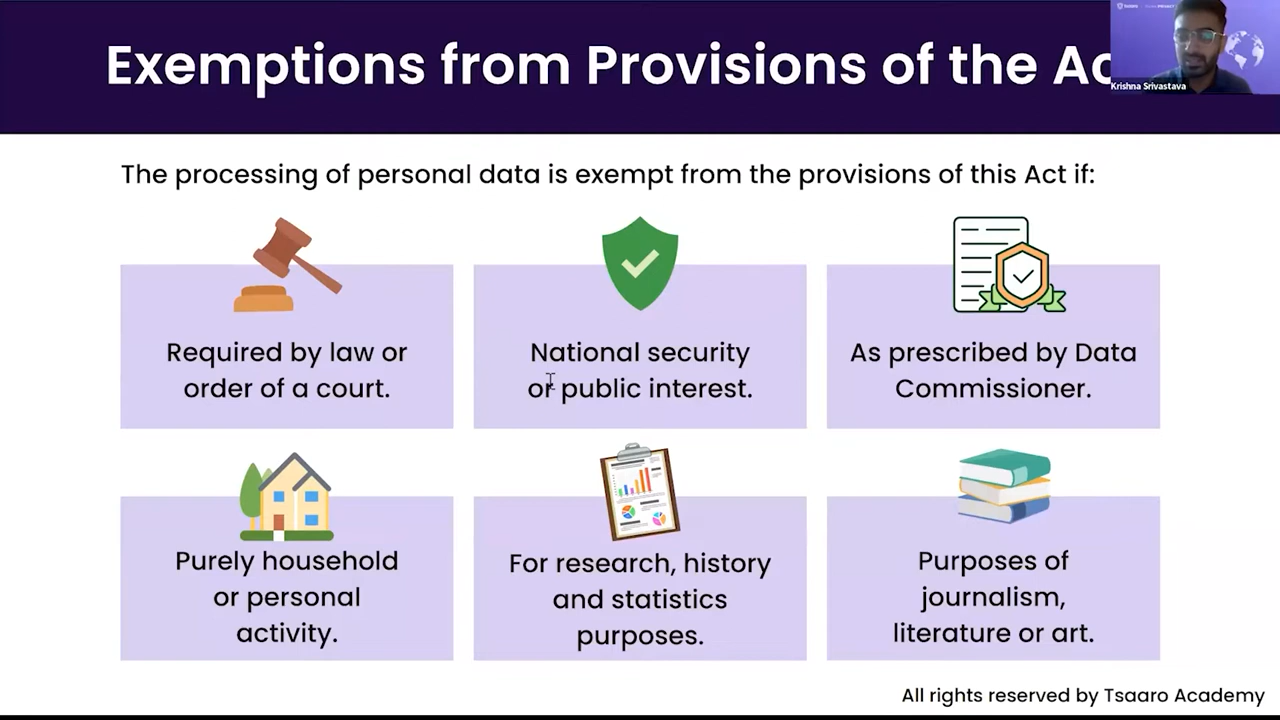 Exemptions from Provisions of the Ac
Krishna Srivastava
The processing of personal data is exempt from the provisions of this Act if:
Required by law or
order of a court.
National security
or public interest.
As prescribed by Data
Commissioner.
Purely household
or personal
activity.
For research, history
and statistics
purposes.
Purposes of
journalism,
literature or art.
All rights reserved by Tsaaro Academy